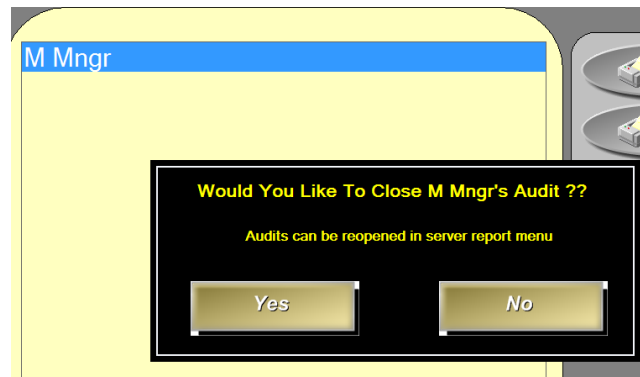 M Mngr
Would You Like To Close M Mngr's Audit ??
Audits can be reopened in server report menu
Yes
No